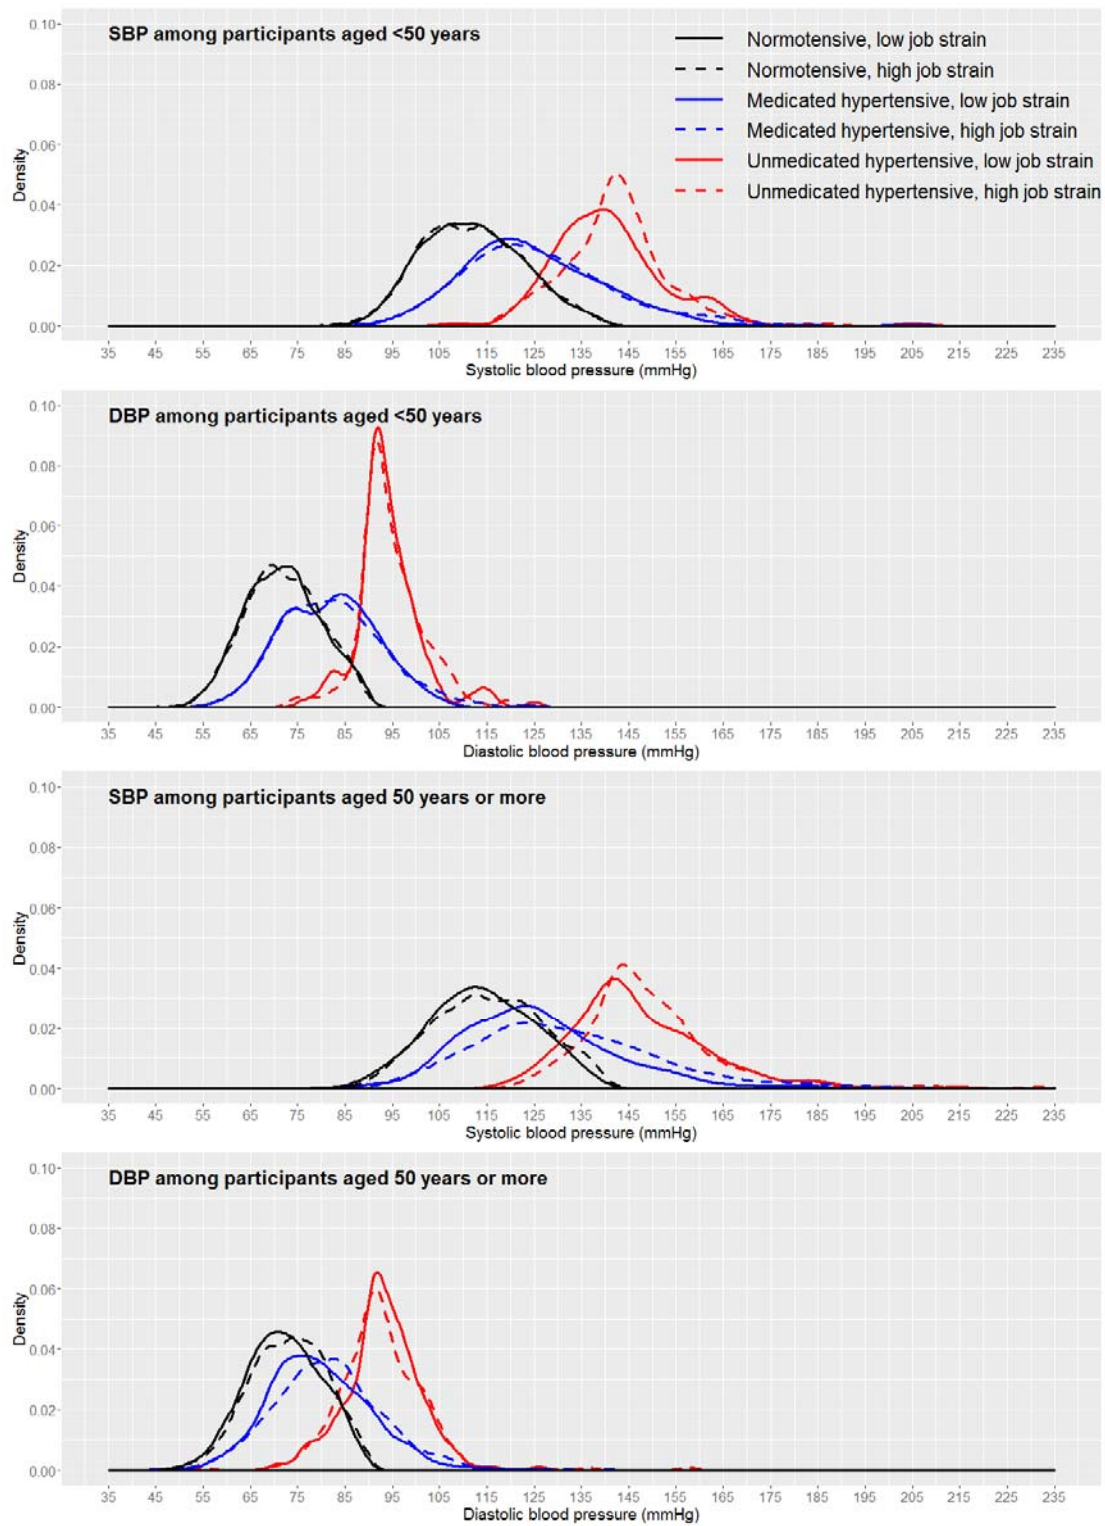 SBP among participants aged <50 years
Normotensive, low job strain
Normotensive, high job strain
Medicated hypertensive, low job strain
Medicated hypertensive, high job strain
Unmedicated hypertensive, low job strain
Unmedicated hypertensive, high job strain
Density
0.10
0.08
0.06
0.04
0.02
0.00
35 45 55 65 75 85 95 105 115 125 135 145 155 165 175 185 195 205 215 225 235
Systolic blood pressure (mmHg)
DBP among participants aged <50 years
Density
0.10
0.08
0.06
0.04
0.02
0.00
35 45 55 65 75 85 95 105 115 125 135 145 155 165 175 185 195 205 215 225 235
Diastolic blood pressure (mmHg)
SBP among participants aged 50 years or more
Density
0.10
0.08
0.06
0.04
0.02
0.00
35 45 55 65 75 85 95 105 115 125 135 145 155 165 175 185 195 205 215 225 235
Systolic blood pressure (mmHg)
DBP among participants aged 50 years or more
Density
0.10
0.08
0.06
0.04
0.02
0.00
35 45 55 65 75 85 95 105 115 125 135 145 155 165 175 185 195 205 215 225 235
Diastolic blood pressure (mmHg)